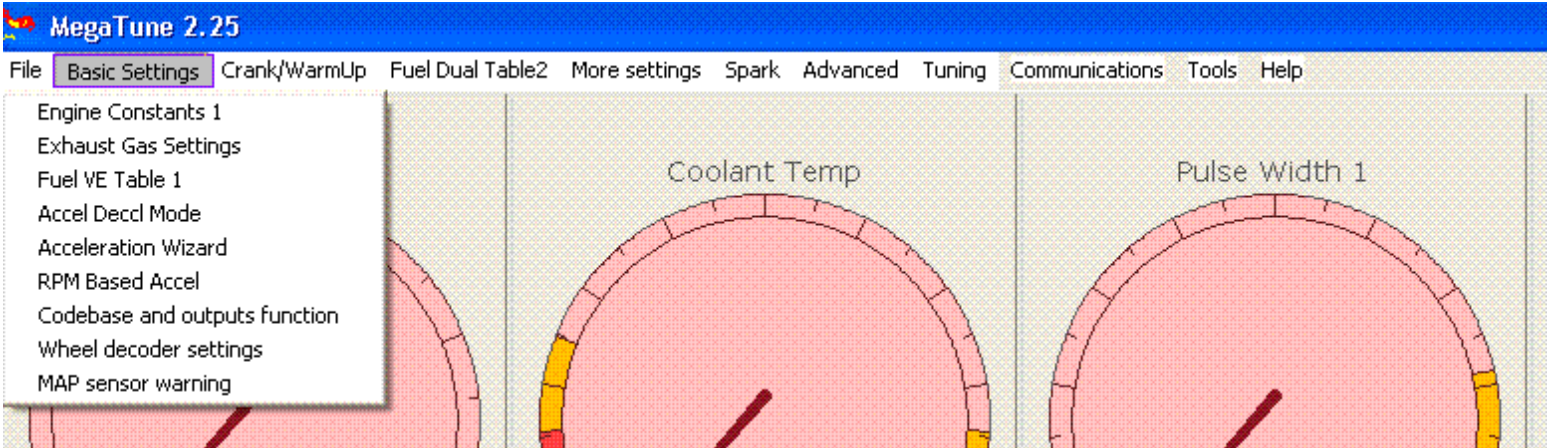 MegaTune 2.25
File Basic Settings Crank/WarmUp Fuel Dual Table2 More settings Spark Advanced Tuning Communications Tools Help
Engine Constants 1
Exhaust Gas Settings
Fuel VE Table 1
Accel Deccl Mode
Acceleration Wizard
RPM Based Accel
Codebase and outputs function
Wheel decoder settings
MAP sensor warning
Coolant Temp
Pulse Width 1